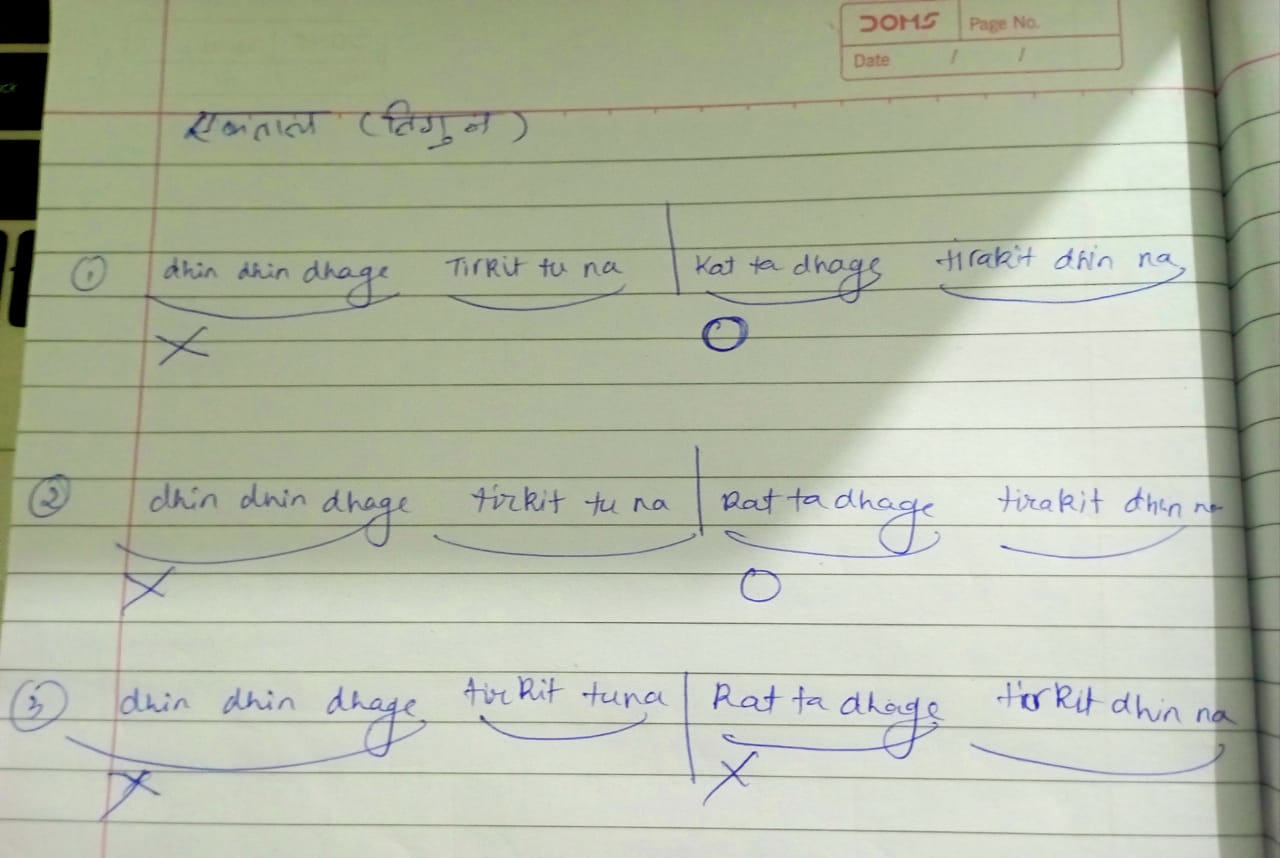 DOMS Page No.
Date / /
एकताल (तिगुन)
① dhin dhin dhage Tirkit tu na | Kat ta dhage tirakit dhin na
X O
② dhin dhin dhage tirkit tu na | Kat ta dhage tirakit dhin na
X O
③ dhin dhin dhage tirkit tuna | Kat ta dhage tirkit dhin na
X X